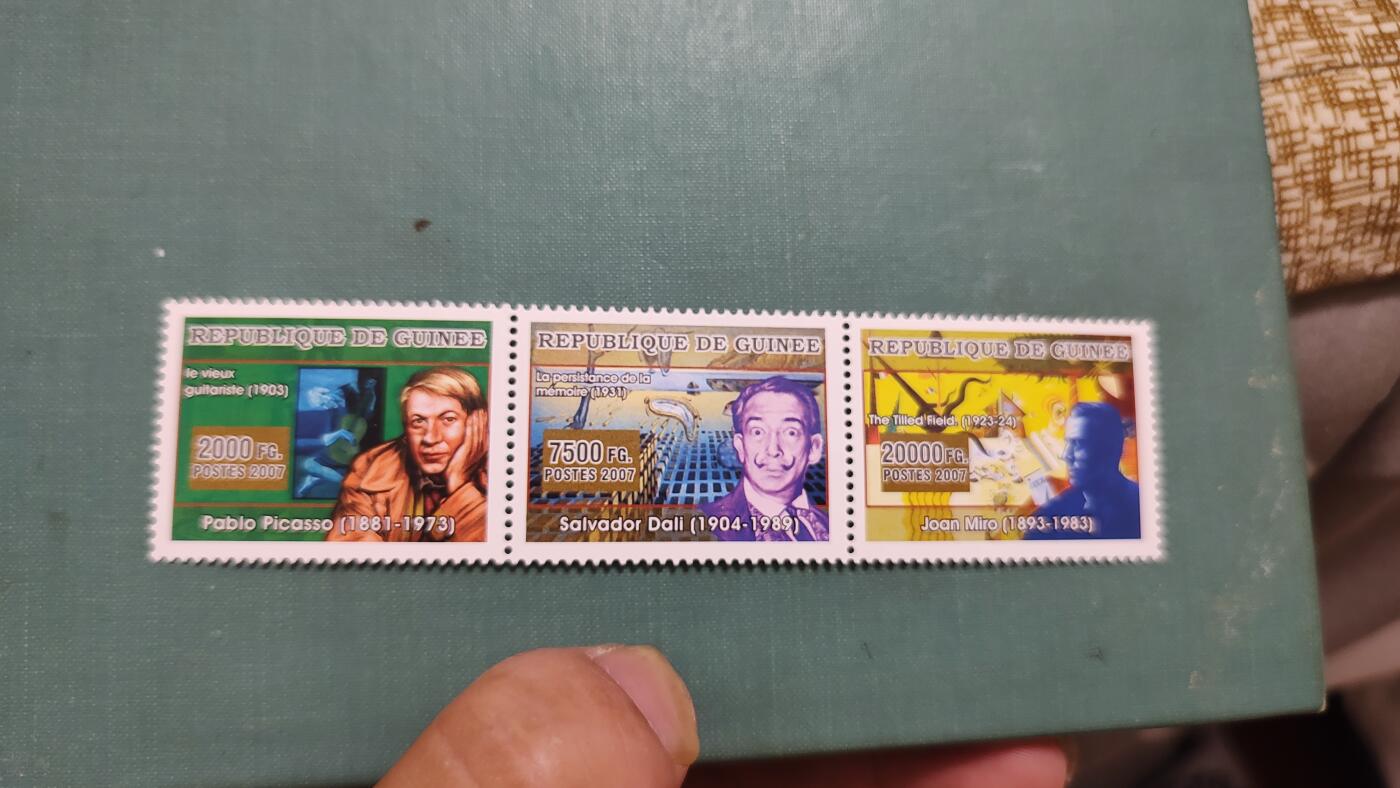 REPUBLIQUE DE GUINEE
le vieux
guitariste (1903)
2000 FG.
POSTES 2007
Pablo Picasso (1881-1973)
REPUBLIQUE DE GUINEE
La persistance de la
mémoire (1931)
7500 FG.
POSTES 2007
Salvador Dali (1904-1989)
REPUBLIQUE DE GUINEE
The Tilled Field. (1923-24)
20000 FG.
POSTES 2007
Joan Miro (1893-1983)